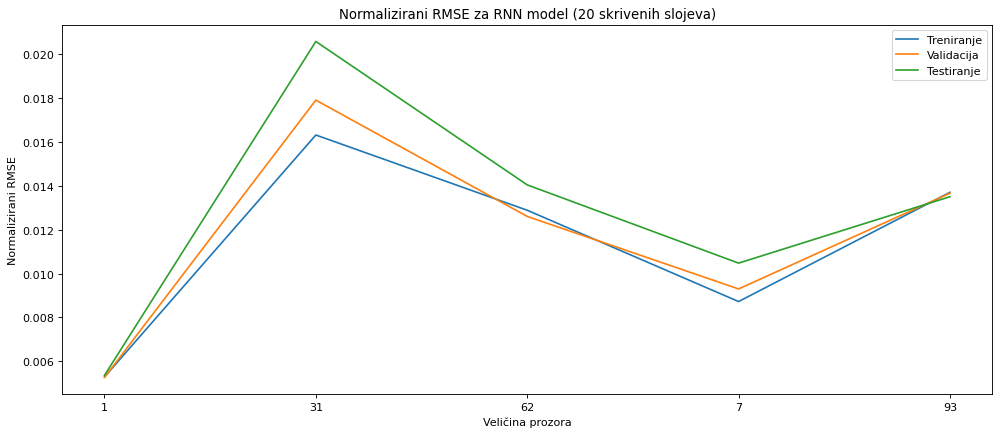 Normalizirani RMSE za RNN model (20 skrivenih slojeva)
Treniranje
Validacija
Testiranje
Normalizirani RMSE
0.020
0.018
0.016
0.014
0.012
0.010
0.008
0.006
1 31 62 7 93
Veličina prozora